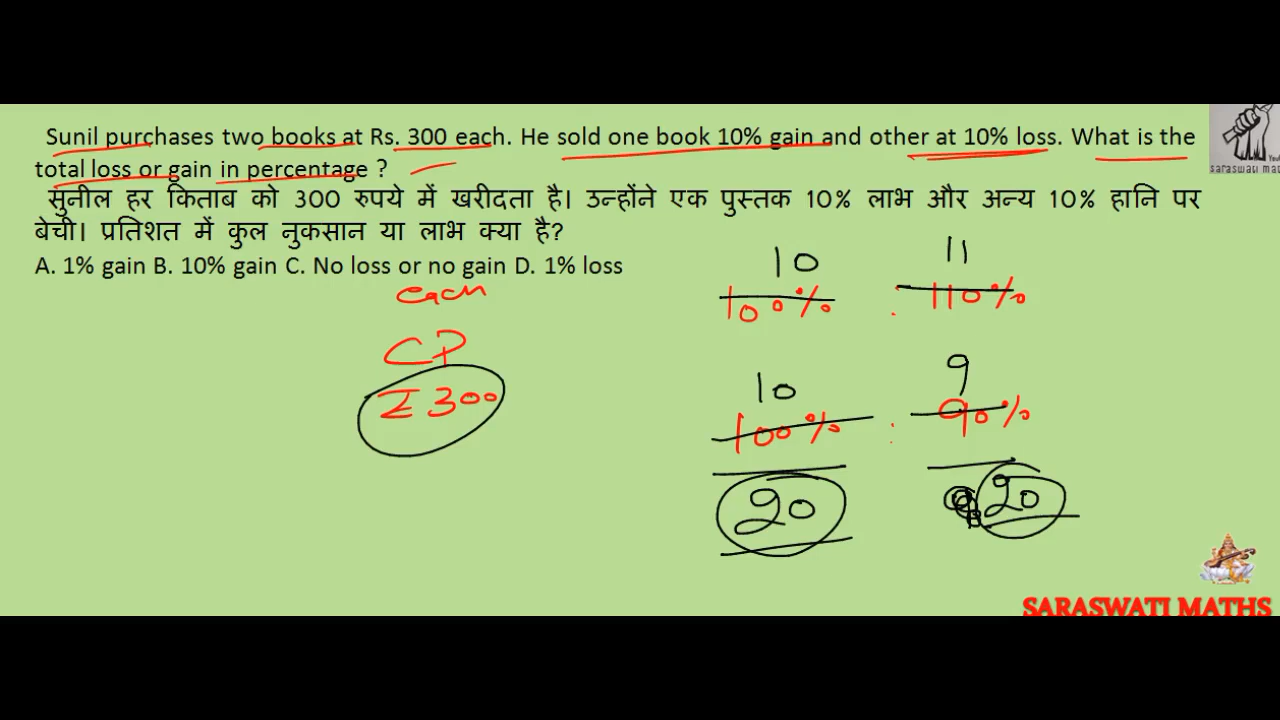 Sunil purchases two books at Rs. 300 each. He sold one book 10% gain and other at 10% loss. What is the
total loss or gain in percentage ?
सुनील हर किताब को 300 रुपये में खरीदता है। उन्होंने एक पुस्तक 10% लाभ और अन्य 10% हानि पर
बेची। प्रतिशत में कुल नुकसान या लाभ क्या है?
A. 1% gain B. 10% gain C. No loss or no gain D. 1% loss
each
CP
₹300
10 11
100% : 110%
10 9
100% : 90%
20 20
saraswati mat
SARASWATI MATHS